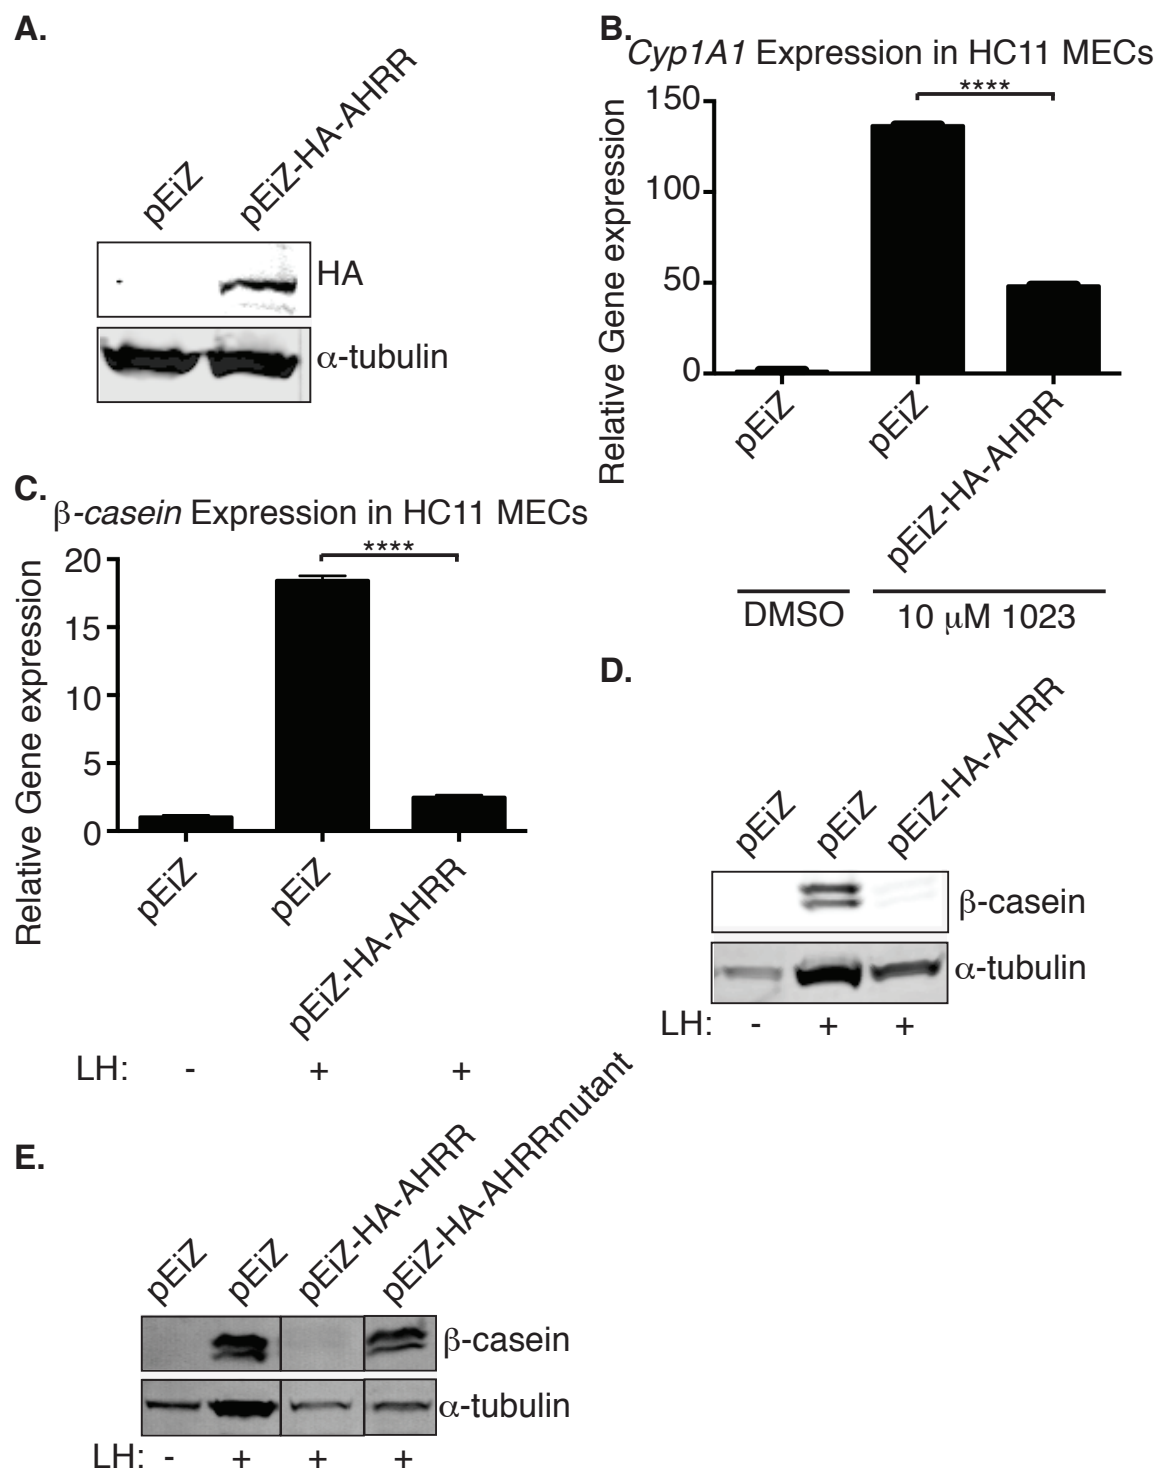 A.
pEiZ
pEiZ-HA-AHRR
HA
α-tubulin
B.
Cyp1A1 Expression in HC11 MECs
Relative Gene expression
150
100
50
0
****
pEiZ
pEiZ
pEiZ-HA-AHRR
DMSO
10 μM 1023
C.
β-casein Expression in HC11 MECs
Relative Gene expression
20
15
10
5
0
****
pEiZ
pEiZ
pEiZ-HA-AHRR
LH: - + +
D.
pEiZ
pEiZ
pEiZ-HA-AHRR
β-casein
α-tubulin
LH: - + +
E.
pEiZ
pEiZ
pEiZ-HA-AHRR
pEiZ-HA-AHRRmutant
β-casein
α-tubulin
LH: - + + +